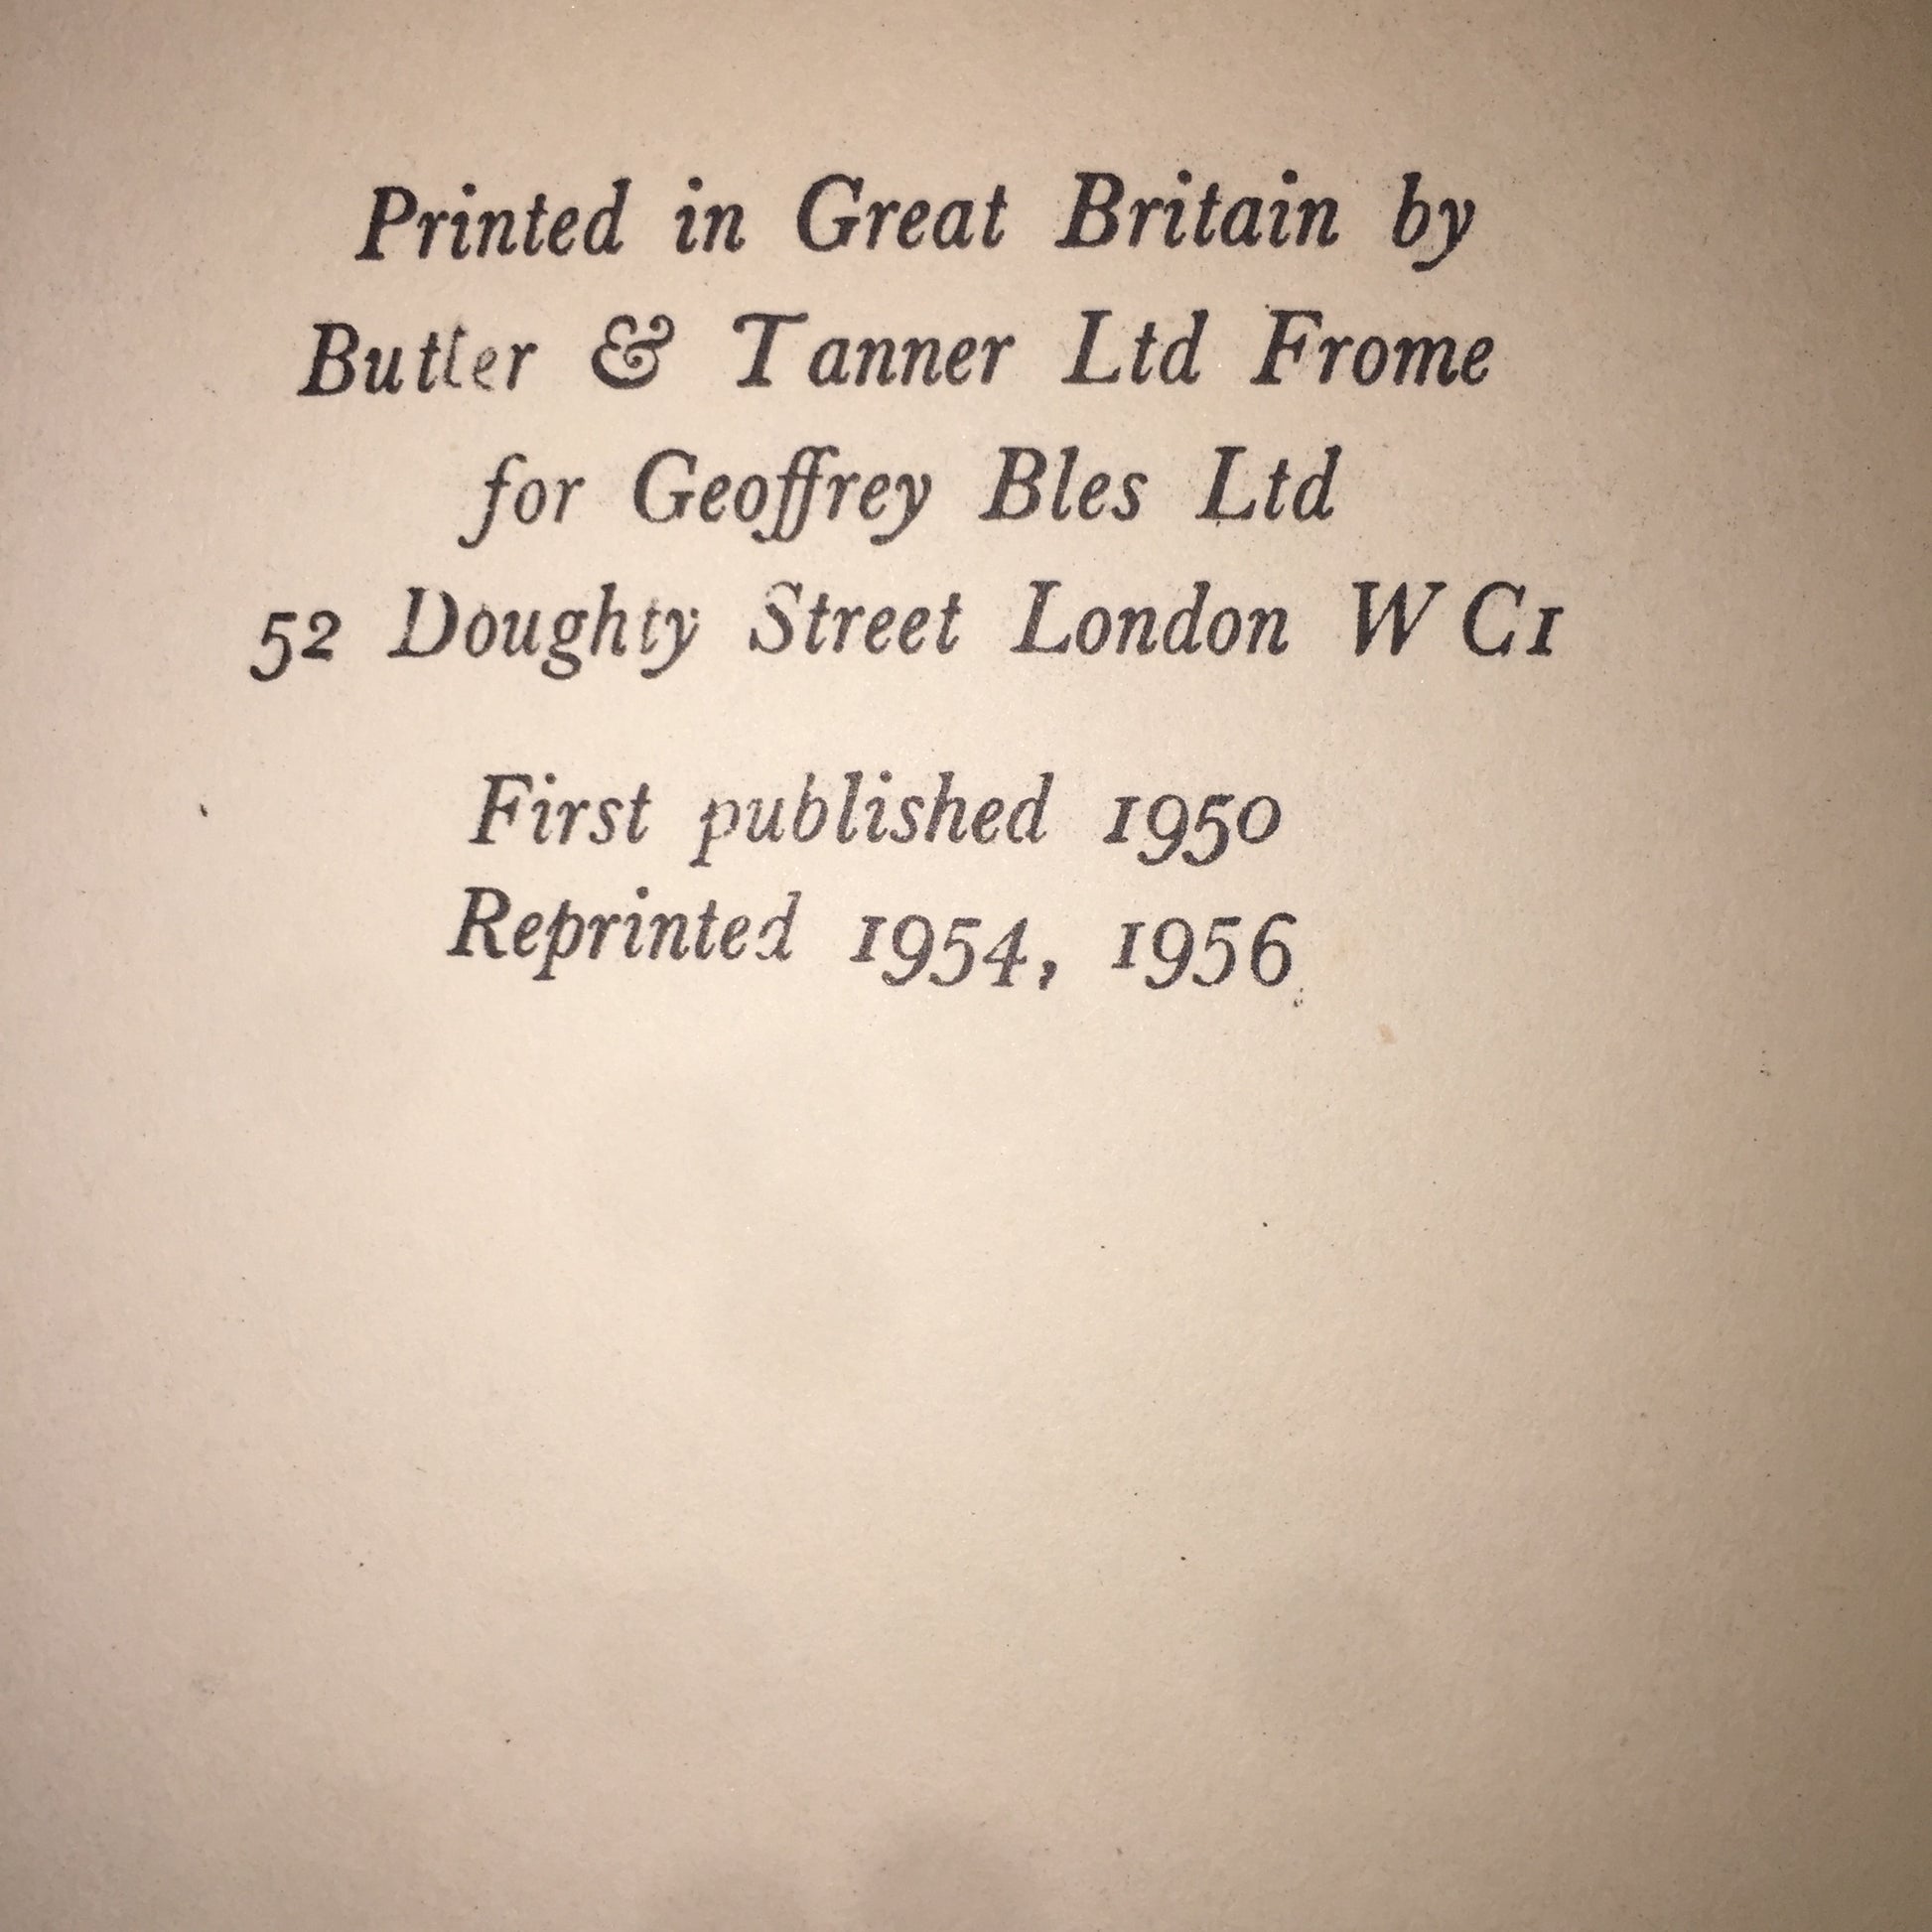 Printed in Great Britain by
Butler & Tanner Ltd Frome
for Geoffrey Bles Ltd
52 Doughty Street London WC1
First published 1950
Reprinted 1954, 1956